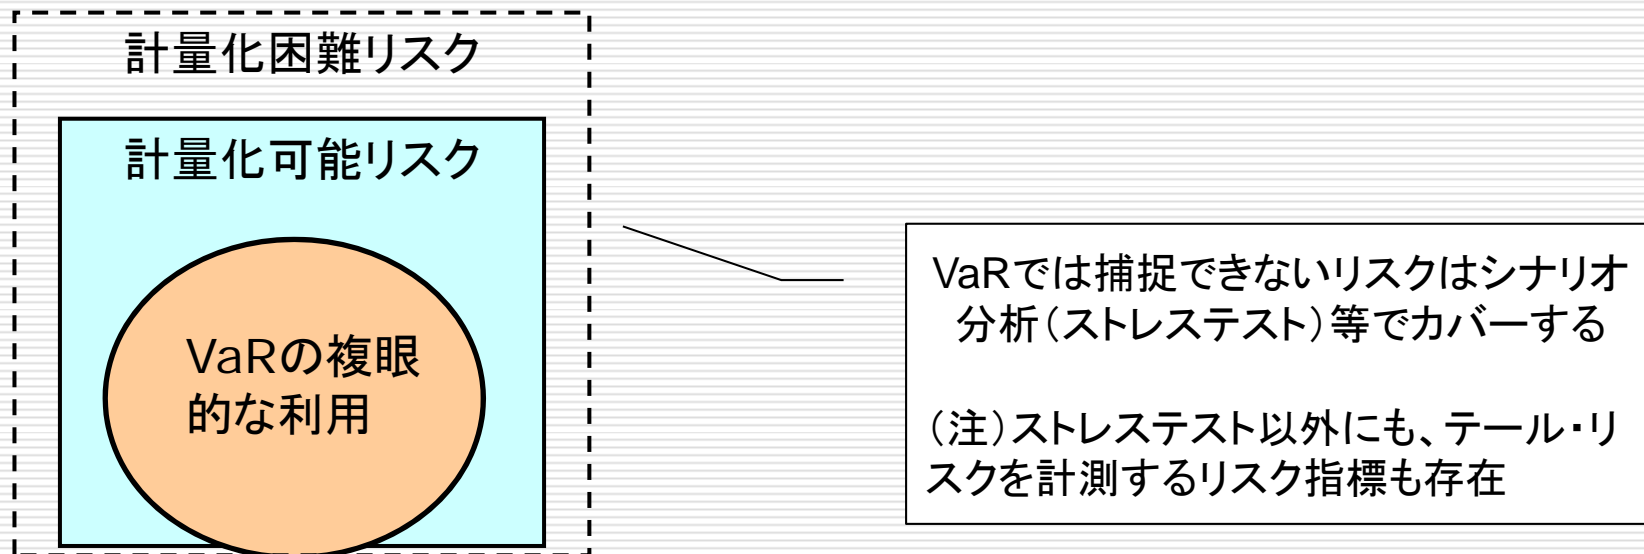 計量化困難リスク
計量化可能リスク
VaRの複眼
的な利用
VaRでは捕捉できないリスクはシナリオ
分析（ストレステスト）等でカバーする
（注）ストレステスト以外にも、テール・リ
スクを計測するリスク指標も存在